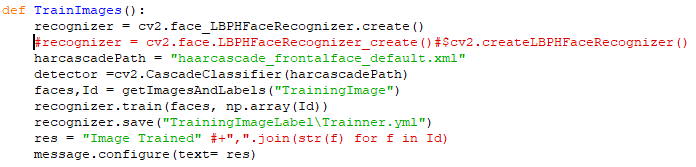 def TrainImages():
    recognizer = cv2.face_LBPHFaceRecognizer.create()
    #recognizer = cv2.face.LBPHFaceRecognizer_create()#$cv2.createLBPHFaceRecognizer()
    harcascadePath = "haarcascade_frontalface_default.xml"
    detector =cv2.CascadeClassifier(harcascadePath)
    faces,Id = getImagesAndLabels("TrainingImage")
    recognizer.train(faces, np.array(Id))
    recognizer.save("TrainingImageLabel\Trainner.yml")
    res = "Image Trained" #+",".join(str(f) for f in Id)
    message.configure(text= res)